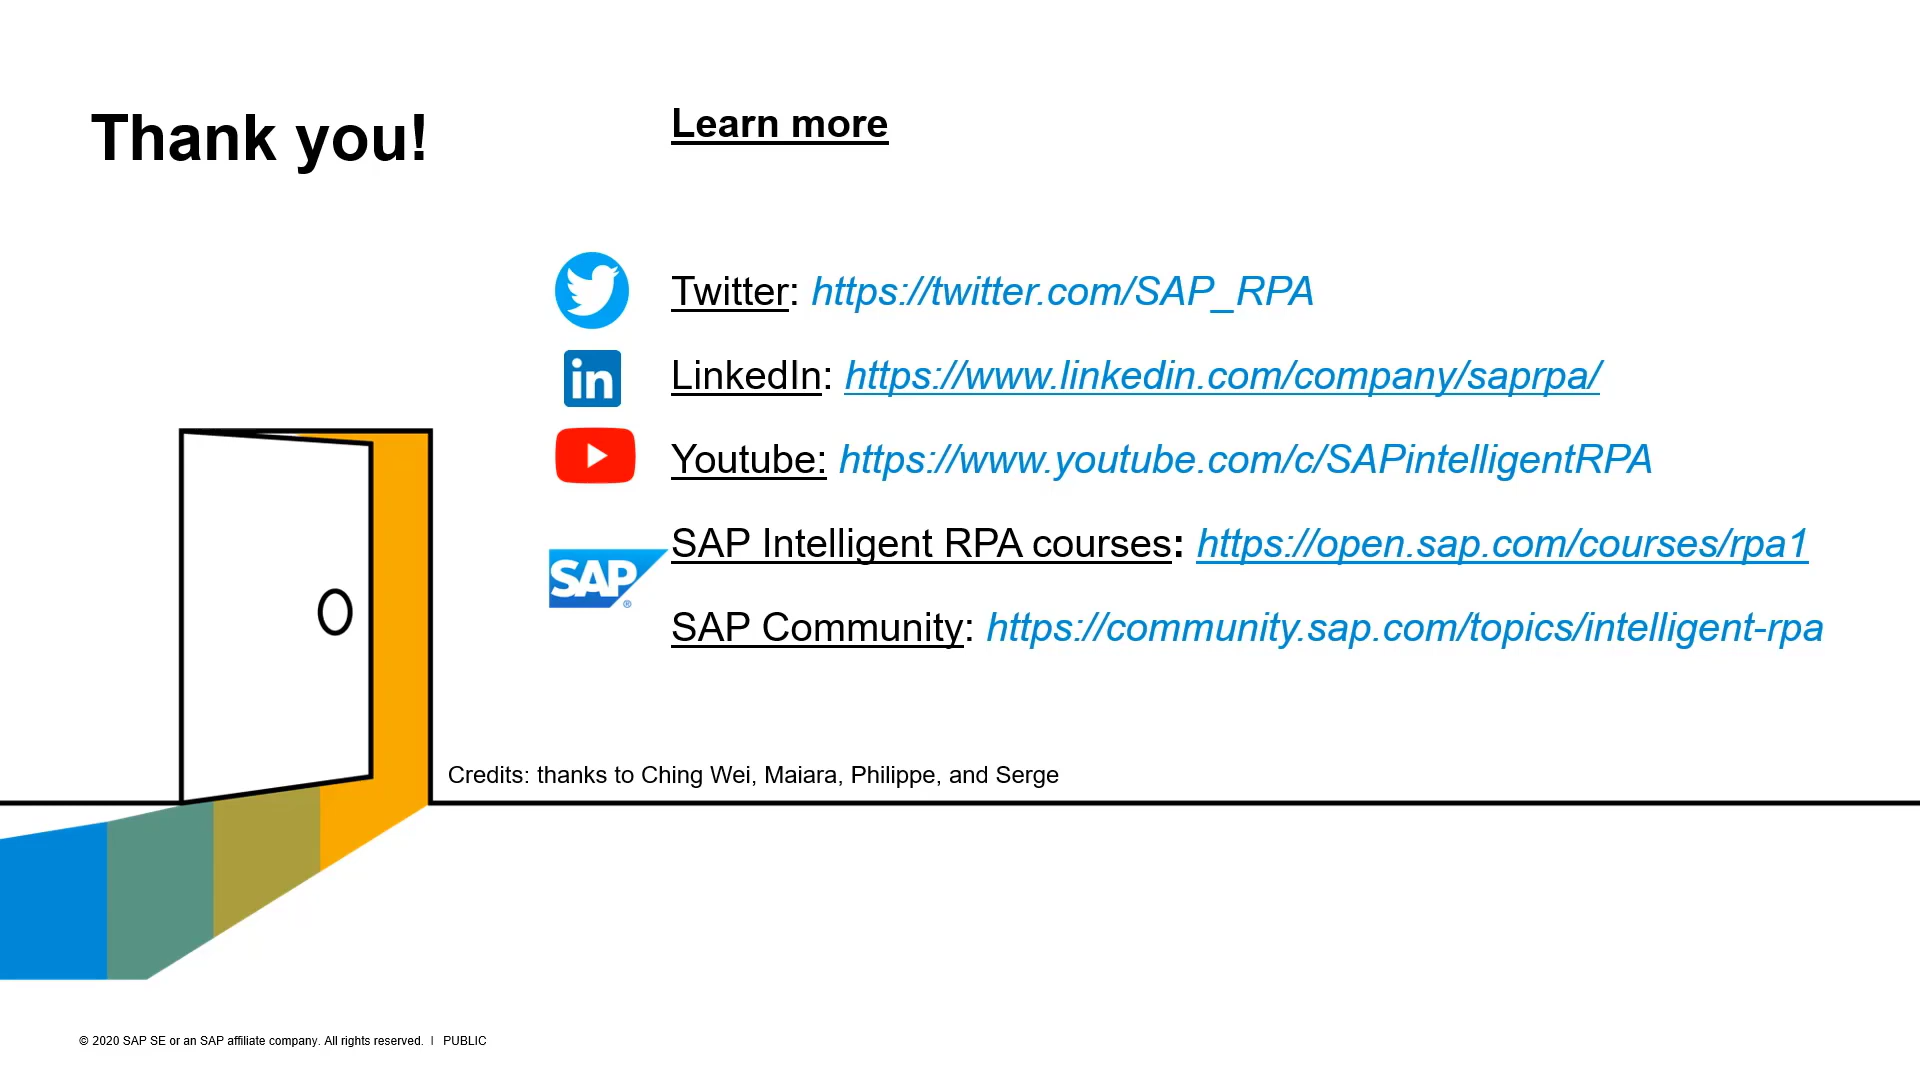 Thank you!
Learn more
Twitter: https://twitter.com/SAP_RPA
LinkedIn: https://www.linkedin.com/company/saprpa/
Youtube: https://www.youtube.com/c/SAPintelligentRPA
SAP Intelligent RPA courses: https://open.sap.com/courses/rpa1
SAP®
SAP Community: https://community.sap.com/topics/intelligent-rpa
Credits: thanks to Ching Wei, Maiara, Philippe, and Serge
© 2020 SAP SE or an SAP affiliate company. All rights reserved. | PUBLIC